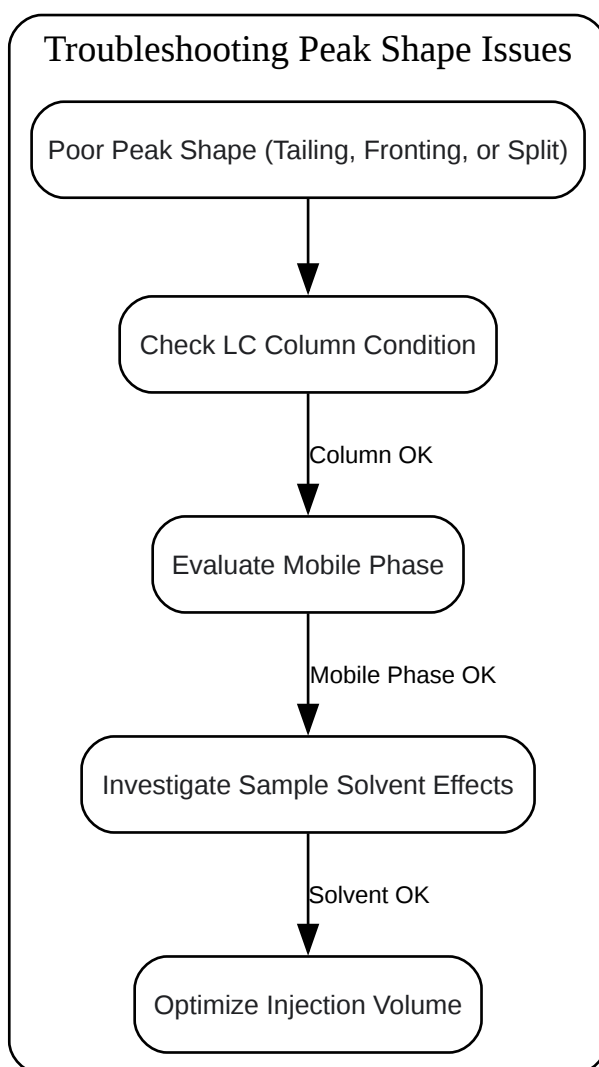 Troubleshooting Peak Shape Issues
Poor Peak Shape (Tailing, Fronting, or Split)
Check LC Column Condition
Column OK
Evaluate Mobile Phase
Mobile Phase OK
Investigate Sample Solvent Effects
Solvent OK
Optimize Injection Volume